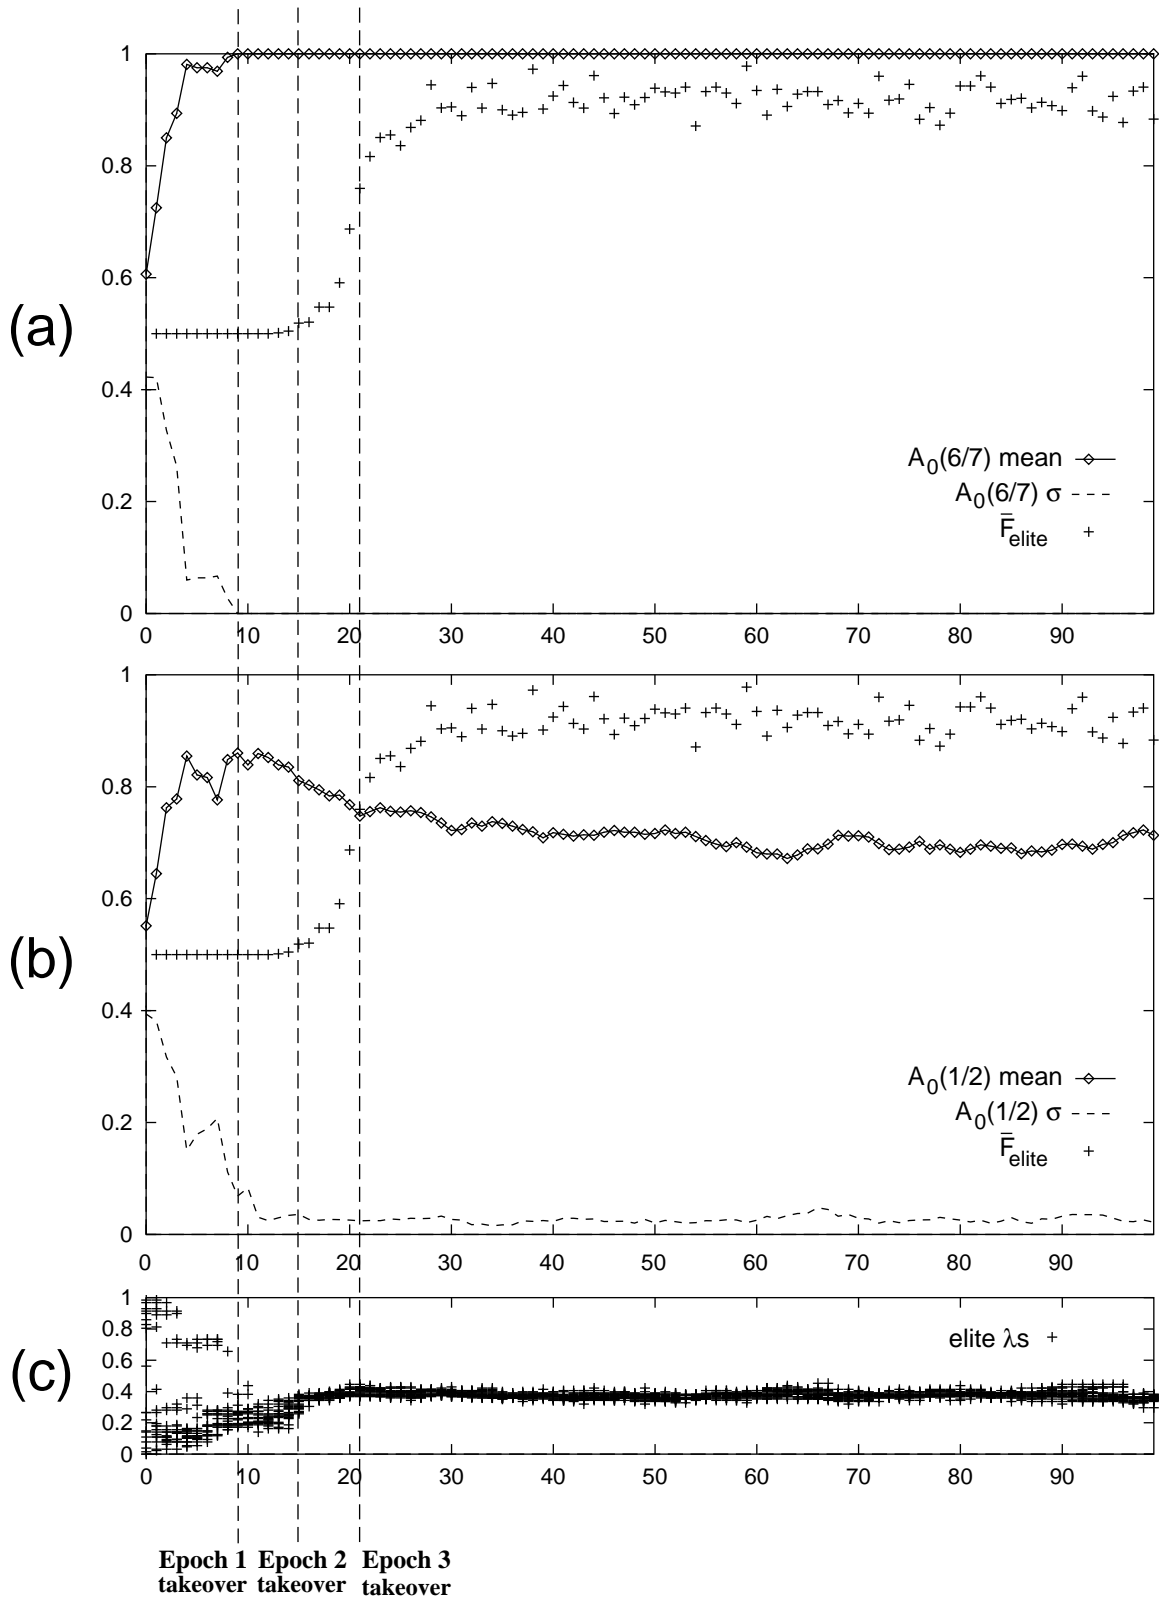 (a)
1
0.8
0.6
0.4
0.2
0
A0(6/7) mean
A0(6/7) σ
F̄elite
0 10 20 30 40 50 60 70 80 90
(b)
1
0.8
0.6
0.4
0.2
0
A0(1/2) mean
A0(1/2) σ
F̄elite
0 10 20 30 40 50 60 70 80 90
(c)
1
0.8
0.6
0.4
0.2
0
elite λs
0 10 20 30 40 50 60 70 80 90
Epoch 1 Epoch 2 Epoch 3
takeover takeover takeover